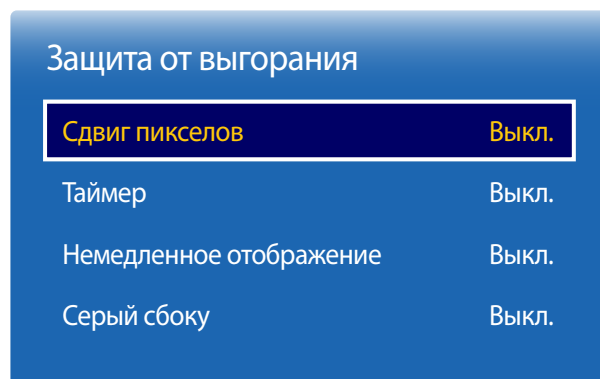 Защита от выгорания
Сдвиг пикселов Выкл.
Таймер Выкл.
Немедленное отображение Выкл.
Серый сбоку Выкл.